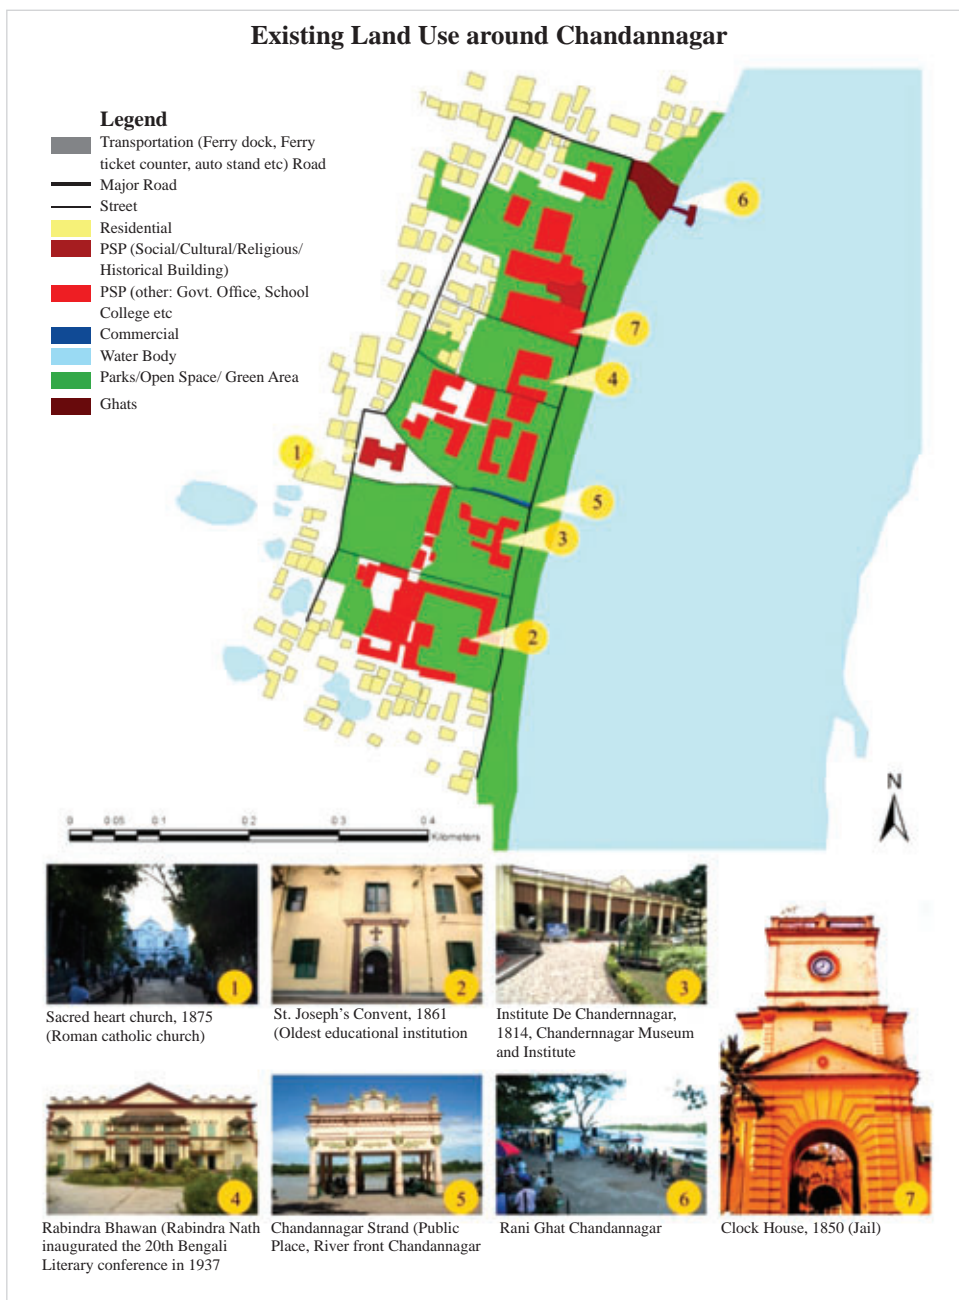 Existing Land Use around Chandannagar
Legend
Transportation (Ferry dock, Ferry
ticket counter, auto stand etc) Road
Major Road
Street
Residential
PSP (Social/Cultural/Religious/
Historical Building)
PSP (other: Govt. Office, School
College etc
Commercial
Water Body
Parks/Open Space/ Green Area
Ghats
6
7
4
1
5
3
2
N
0 0.05 0.1 0.2 0.3 0.4
Kilometers
1
Sacred heart church, 1875
(Roman catholic church)
2
St. Joseph's Convent, 1861
(Oldest educational institution
3
Institute De Chandernnagar,
1814, Chandernnagar Museum
and Institute
4
Rabindra Bhawan (Rabindra Nath
inaugurated the 20th Bengali
Literary conference in 1937
5
Chandannagar Strand (Public
Place, River front Chandannagar
6
Rani Ghat Chandannagar
7
Clock House, 1850 (Jail)